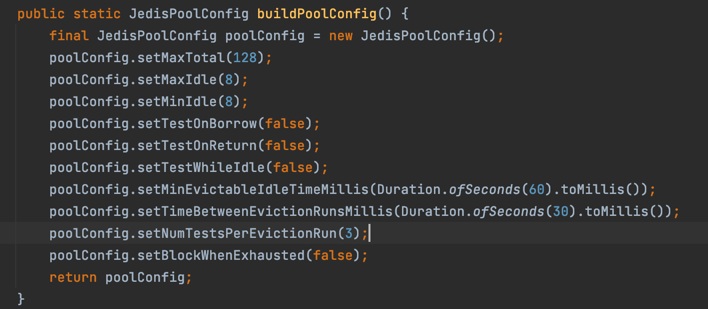 public static JedisPoolConfig buildPoolConfig() {
    final JedisPoolConfig poolConfig = new JedisPoolConfig();
    poolConfig.setMaxTotal(128);
    poolConfig.setMaxIdle(8);
    poolConfig.setMinIdle(8);
    poolConfig.setTestOnBorrow(false);
    poolConfig.setTestOnReturn(false);
    poolConfig.setTestWhileIdle(false);
    poolConfig.setMinEvictableIdleTimeMillis(Duration.ofSeconds(60).toMillis());
    poolConfig.setTimeBetweenEvictionRunsMillis(Duration.ofSeconds(30).toMillis());
    poolConfig.setNumTestsPerEvictionRun(3);
    poolConfig.setBlockWhenExhausted(false);
    return poolConfig;
}